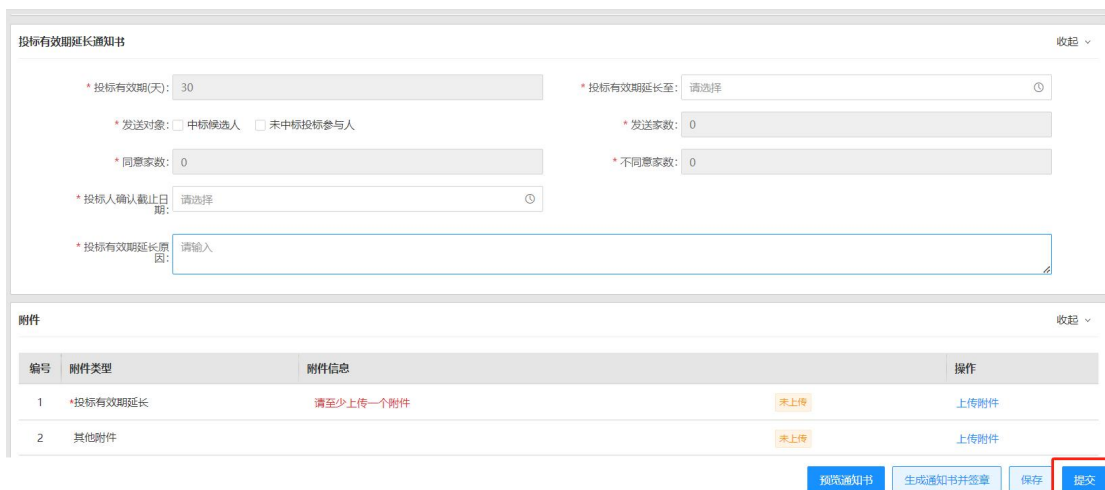 投标有效期延长通知书 收起
* 投标有效期(天): 30 * 投标有效期延长至: 请选择
* 发送对象: 中标候选人 未中标投标参与人 * 发送家数: 0
* 同意家数: 0 * 不同意家数: 0
* 投标人确认截止日期: 请选择
* 投标有效期延长原因: 请输入
附件 收起
编号 附件类型 附件信息 操作
1 *投标有效期延长 请至少上传一个附件 未上传 上传附件
2 其他附件 未上传 上传附件
预览通知书 生成通知书并签章 保存 提交